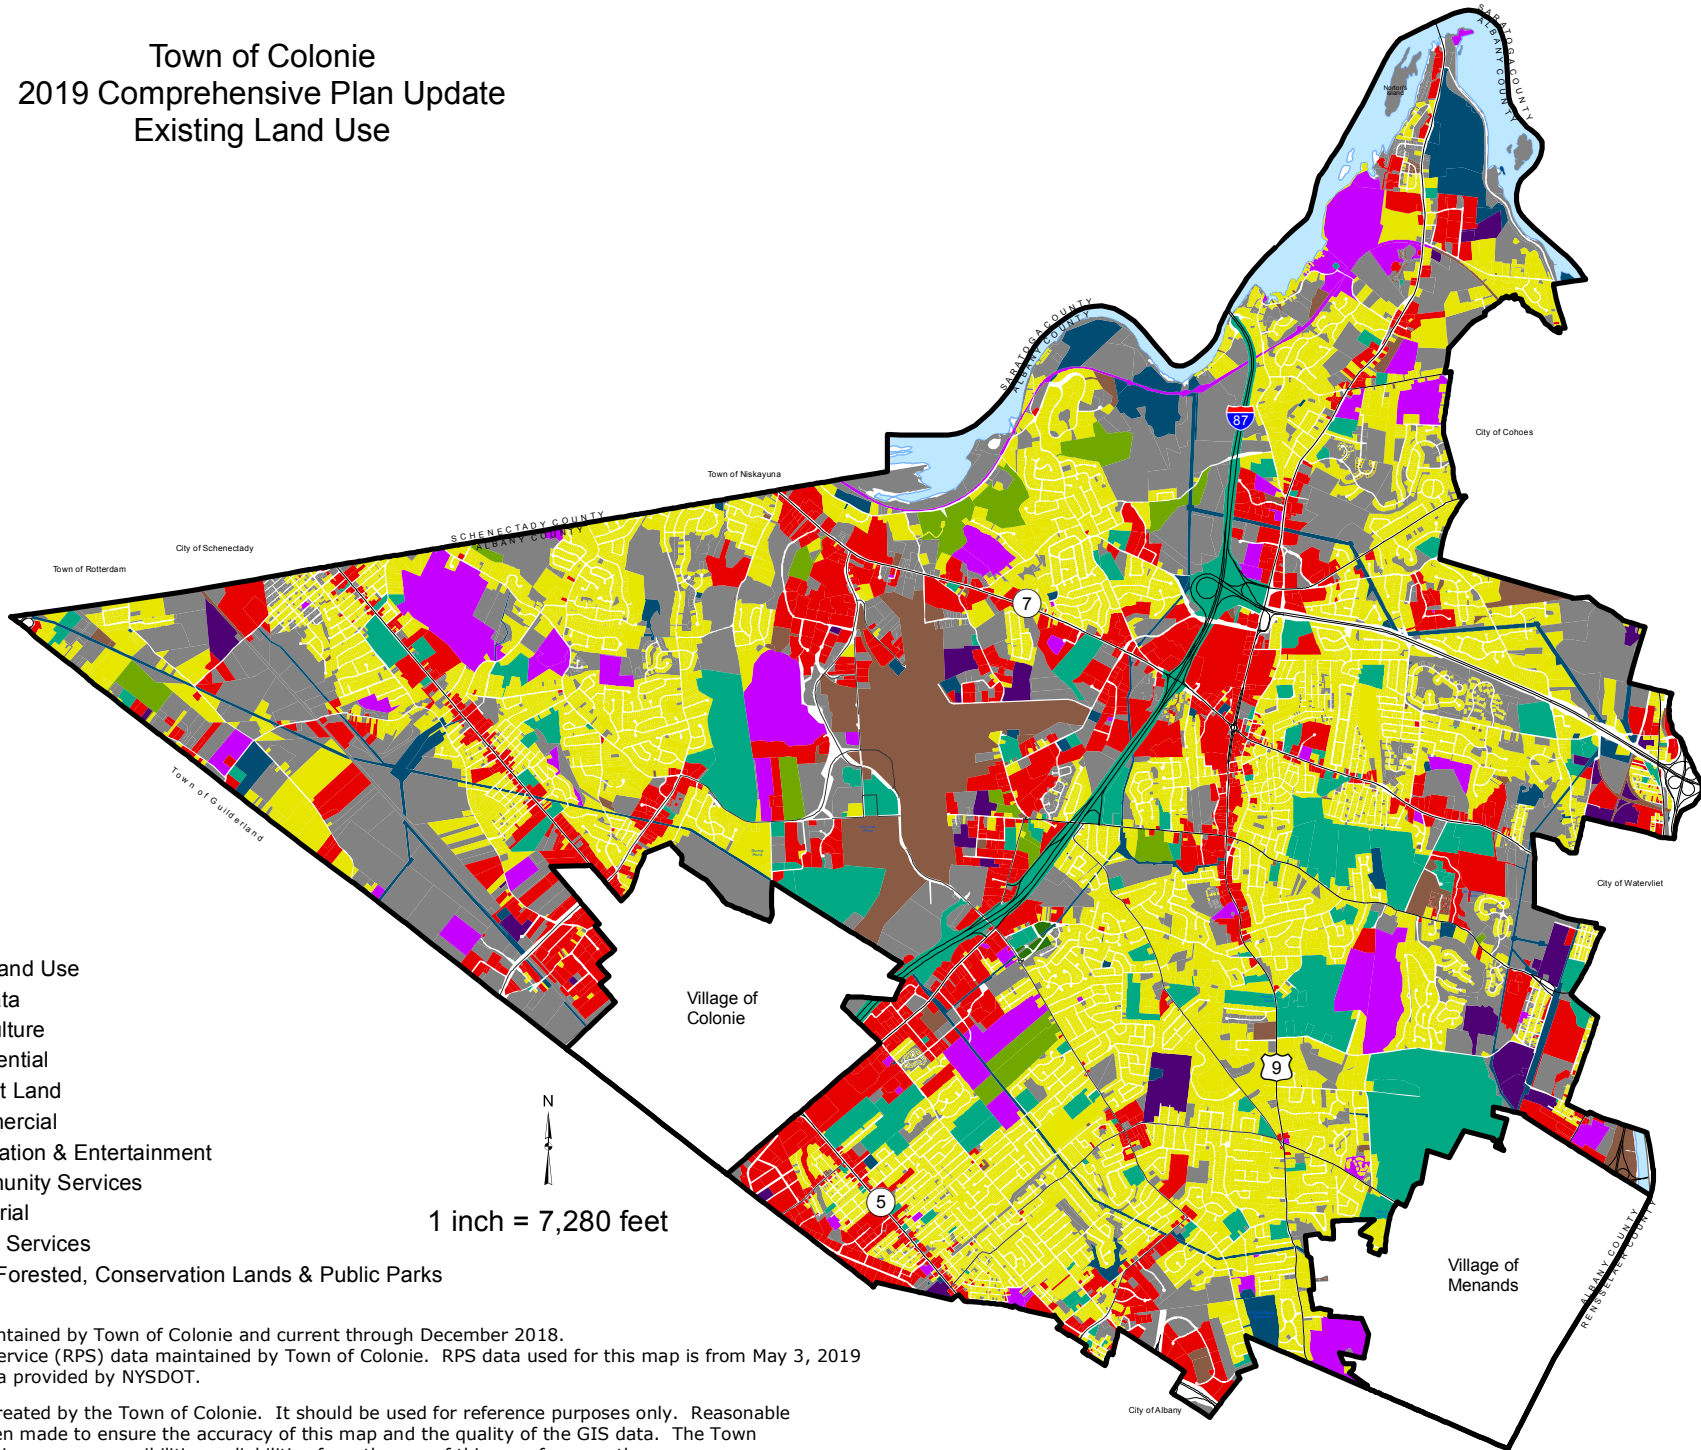 Town of Colonie
2019 Comprehensive Plan Update
Existing Land Use
SARATOGA COUNTY
ALBANY COUNTY
Norton's
Island
SARATOGA COUNTY
ALBANY COUNTY
87
City of Cohoes
Town of Niskayuna
SCHENECTADY COUNTY
ALBANY COUNTY
City of Schenectady
Town of Rotterdam
7
Town of Guilderland
City of Watervliet
and Use
ata
ulture
ential
t Land
mercial
ation & Entertainment
munity Services
rial
Services
Forested, Conservation Lands & Public Parks
Village of
Colonie
N
1 inch = 7,280 feet
9
5
Village of
Menands
ALBANY COUNTY
RENSSELAER COUNTY
City of Albany
ntained by Town of Colonie and current through December 2018.
ervice (RPS) data maintained by Town of Colonie. RPS data used for this map is from May 3, 2019
a provided by NYSDOT.
reated by the Town of Colonie. It should be used for reference purposes only. Reasonable
en made to ensure the accuracy of this map and the quality of the GIS data. The Town